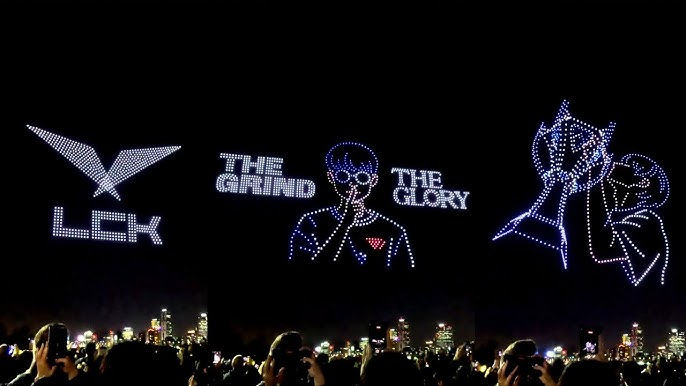 LCK
THE
GRIND
THE
GLORY